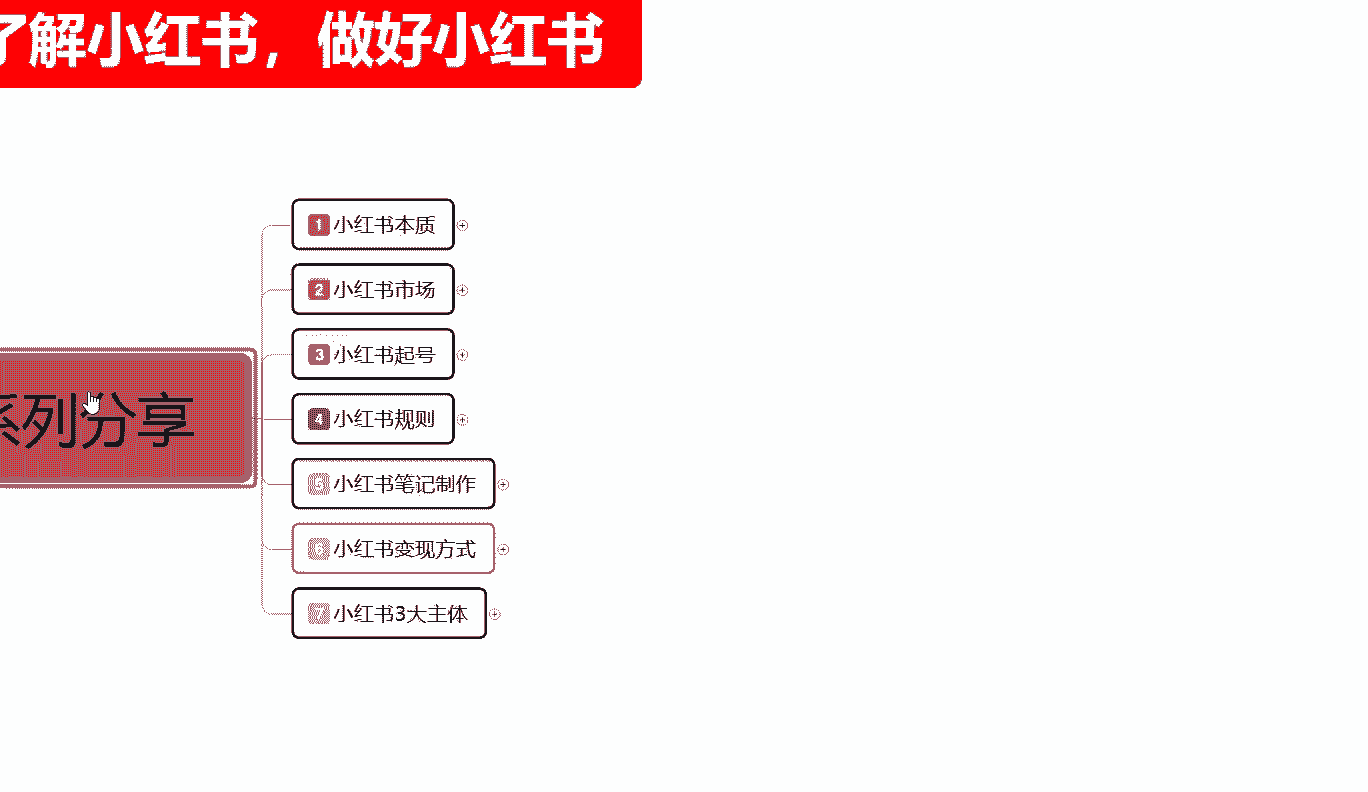 了解小红书，做好小红书
1 小红书本质
2 小红书市场
3 小红书起号
4 小红书规则
系列分享
5 小红书笔记制作
6 小红书变现方式
7 小红书3大主体